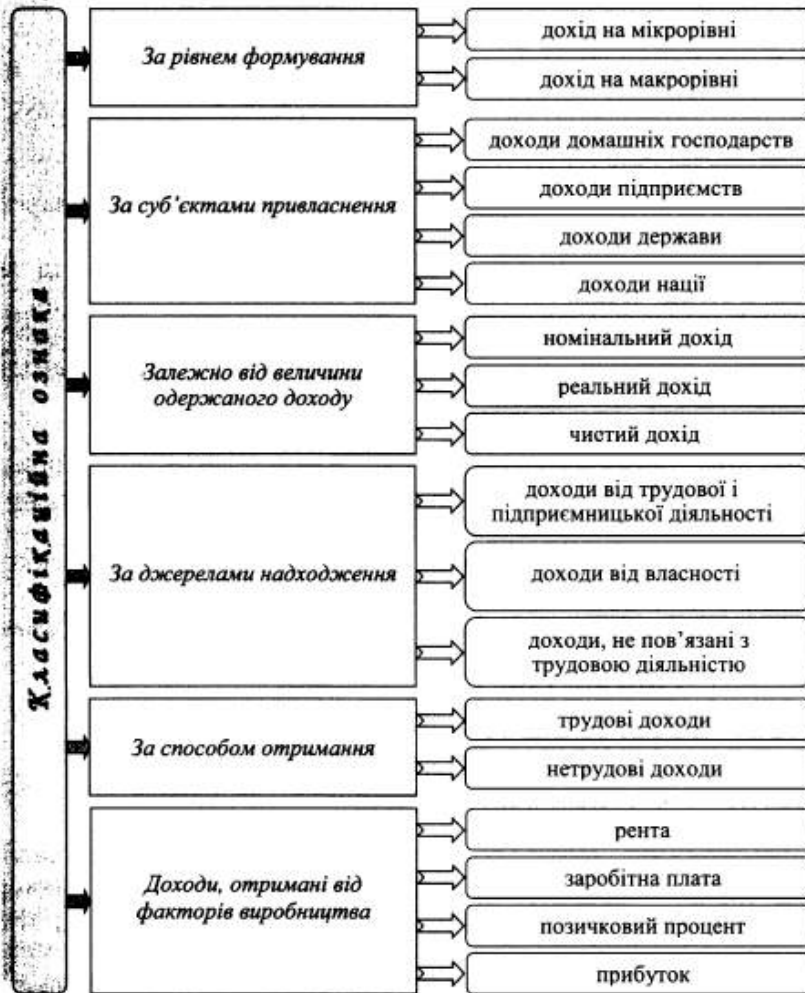 Класифікаційна ознака
За рівнем формування
дохід на мікрорівні
дохід на макрорівні
За суб’єктами привласнення
доходи домашніх господарств
доходи підприємств
доходи держави
доходи нації
Залежно від величини
одержаного доходу
номінальний дохід
реальний дохід
чистий дохід
За джерелами надходження
доходи від трудової і
підприємницької діяльності
доходи від власності
доходи, не пов’язані з
трудовою діяльністю
За способом отримання
трудові доходи
нетрудові доходи
Доходи, отримані від
факторів виробництва
рента
заробітна плата
позичковий процент
прибуток